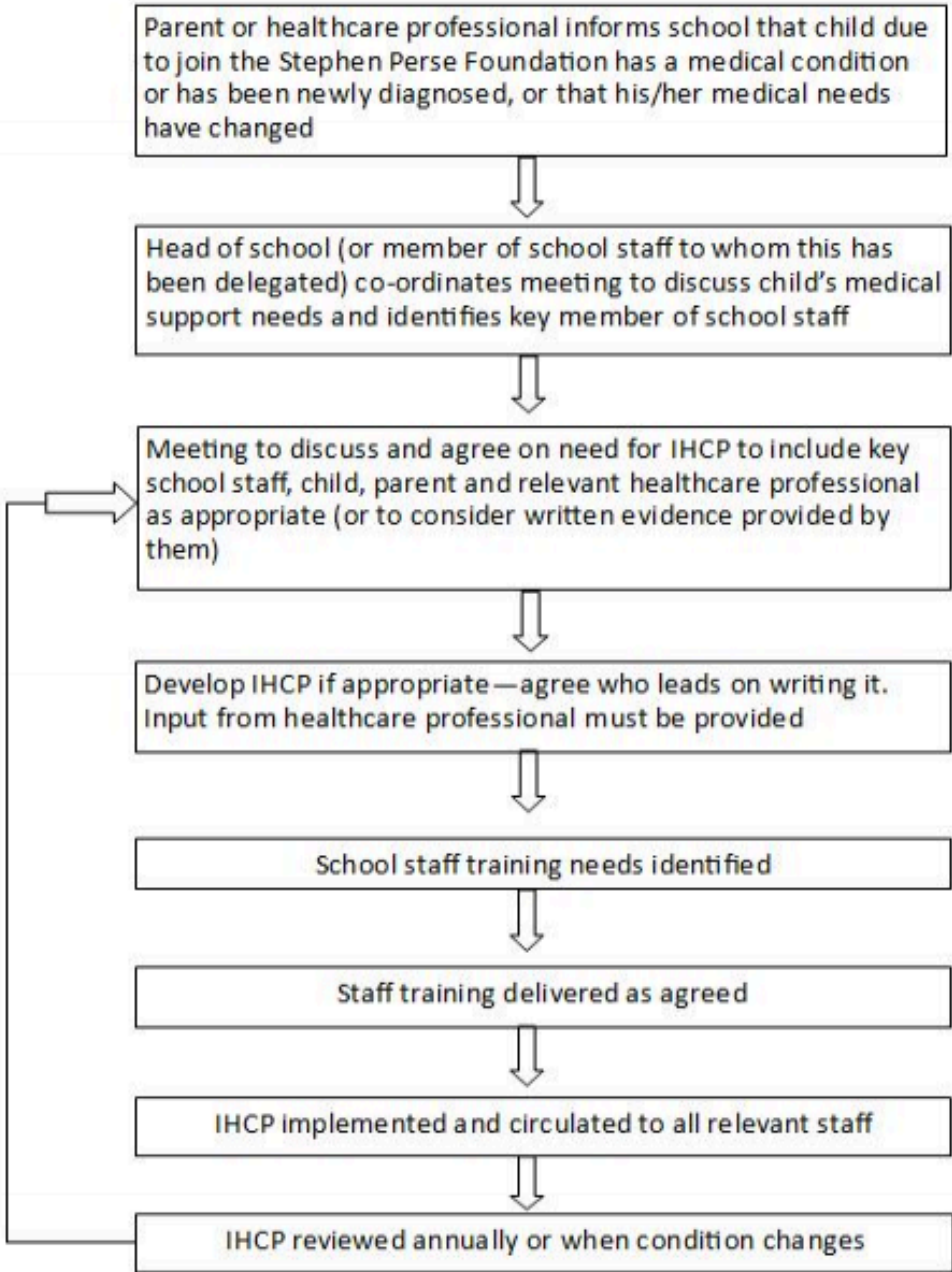 Parent or healthcare professional informs school that child due
to join the Stephen Perse Foundation has a medical condition
or has been newly diagnosed, or that his/her medical needs
have changed
Head of school (or member of school staff to whom this has
been delegated) co-ordinates meeting to discuss child's medical
support needs and identifies key member of school staff
Meeting to discuss and agree on need for IHCP to include key
school staff, child, parent and relevant healthcare professional
as appropriate (or to consider written evidence provided by
them)
Develop IHCP if appropriate—agree who leads on writing it.
Input from healthcare professional must be provided
School staff training needs identified
Staff training delivered as agreed
IHCP implemented and circulated to all relevant staff
IHCP reviewed annually or when condition changes